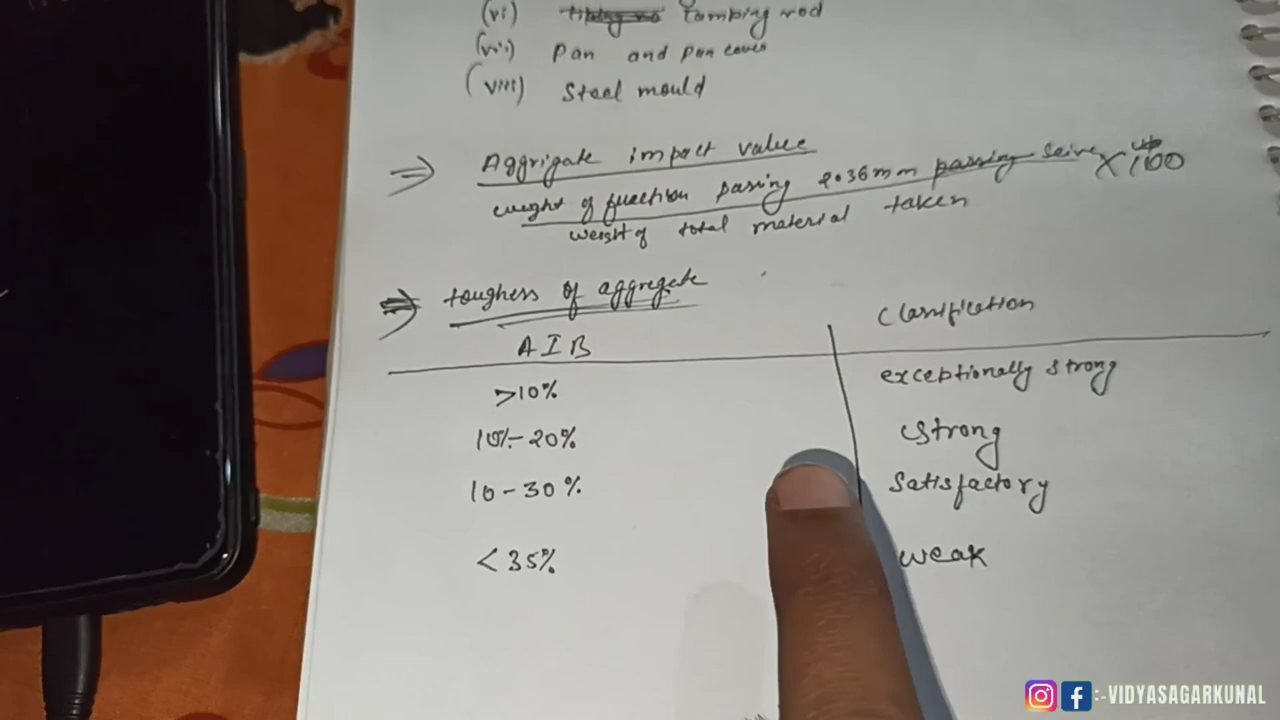 (vi) Tamping rod
(vii) Pan and pan cover
(viii) Steel mould
⇒ Aggrigate impact value
weight of fraction passing 2.36mm passing seive × 100
weight of total material taken
⇒ toughess of aggregate
AIB Classification
>10% exceptionally strong
10%-20% Strong
10-30% Satisfactory
<35% weak
:-VIDYASAGARKUNAL